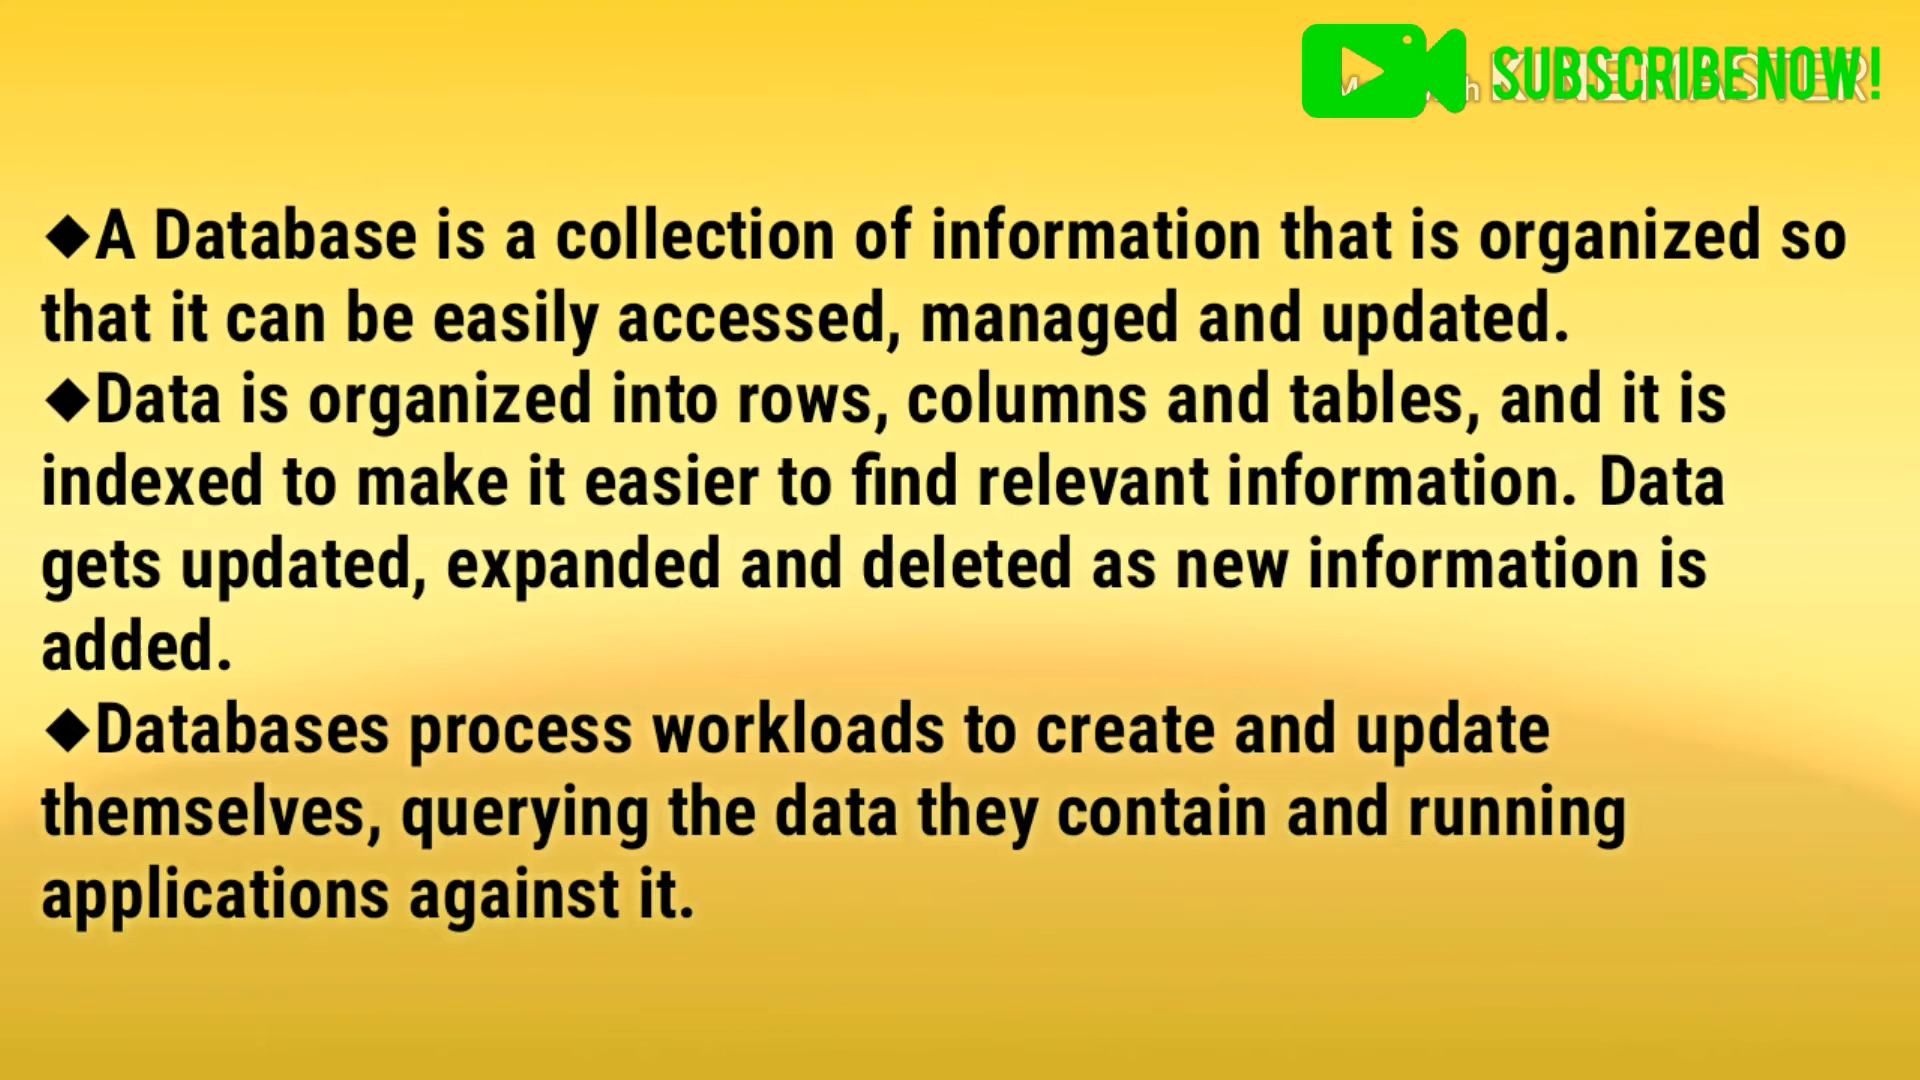 SUBSCRIBE NOW!
◆A Database is a collection of information that is organized so
that it can be easily accessed, managed and updated.
◆Data is organized into rows, columns and tables, and it is
indexed to make it easier to find relevant information. Data
gets updated, expanded and deleted as new information is
added.
◆Databases process workloads to create and update
themselves, querying the data they contain and running
applications against it.